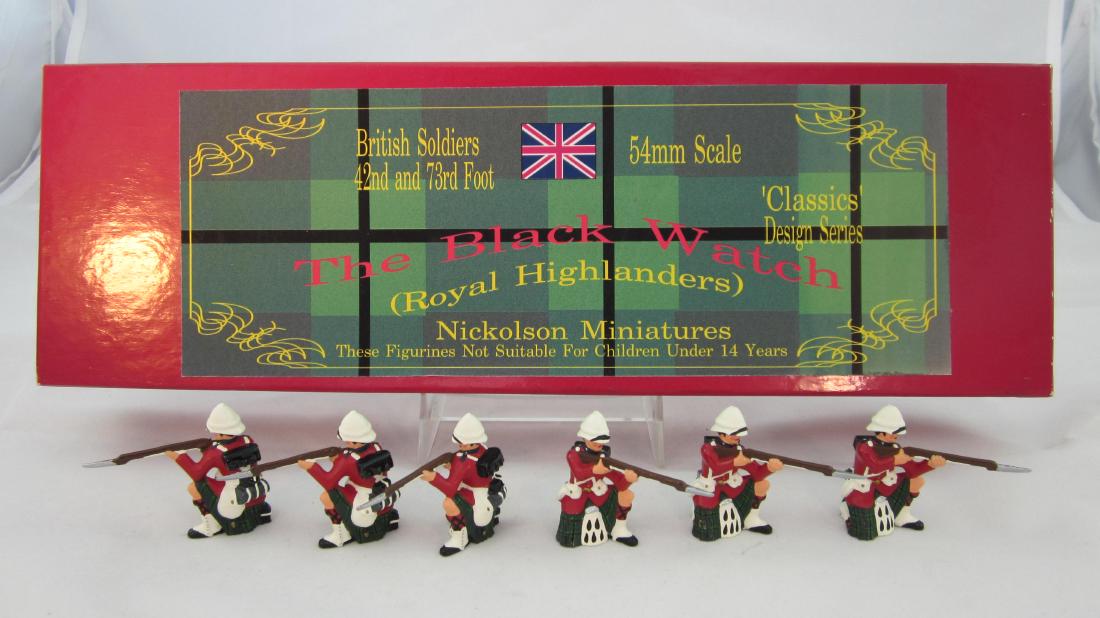 British Soldiers
42nd and 73rd Foot
54mm Scale
'Classics'
Design Series
The Black Watch
(Royal Highlanders)
Nickolson Miniatures
These Figurines Not Suitable For Children Under 14 Years